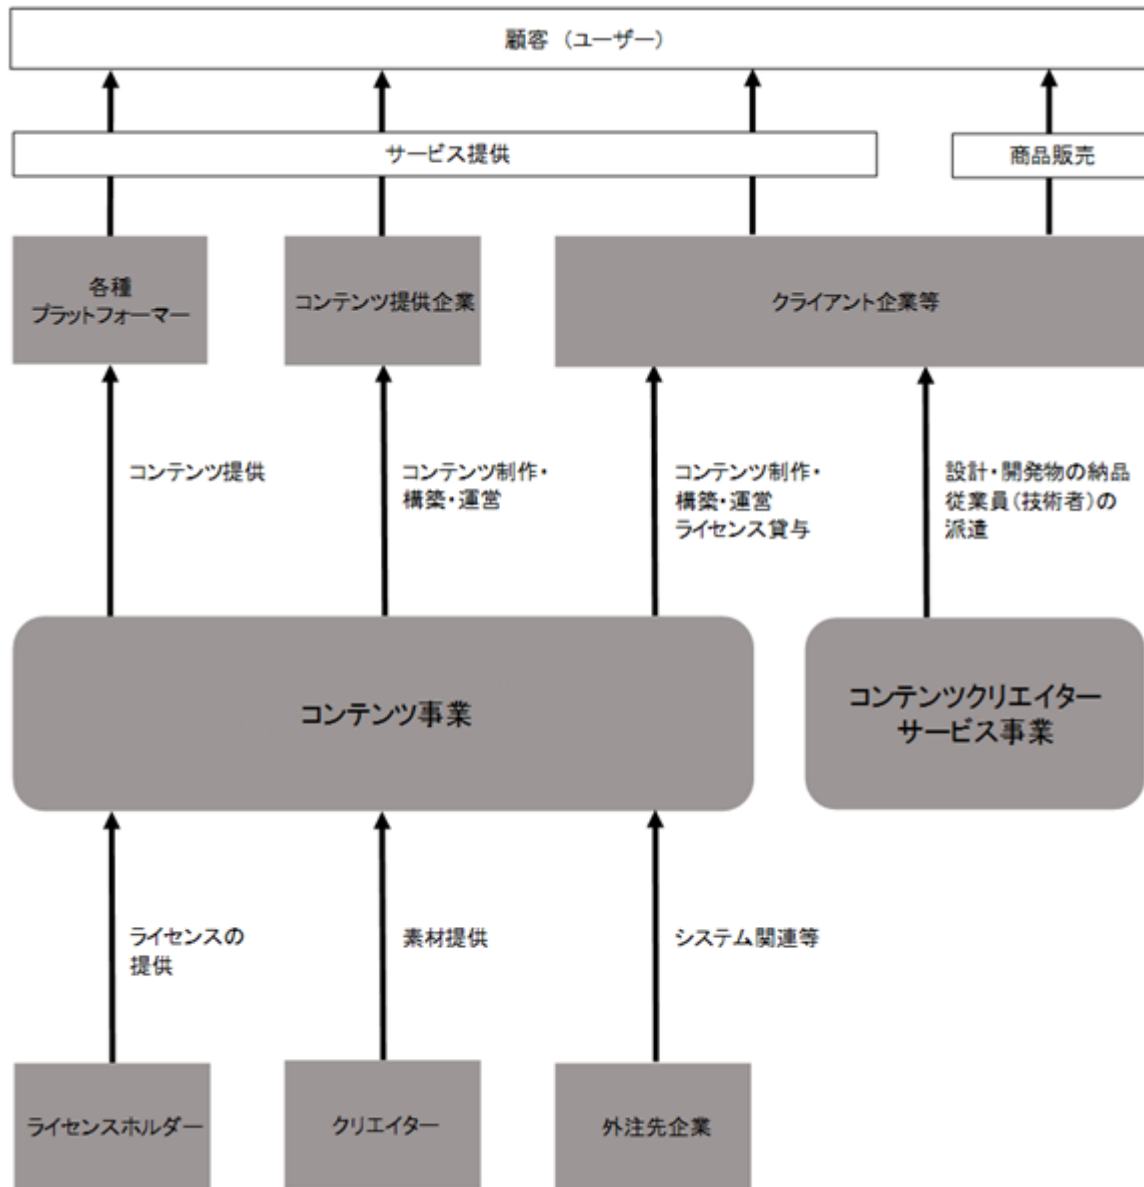 顧客（ユーザー）
サービス提供
商品販売
各種
プラットフォーマー
コンテンツ提供企業
クライアント企業等
コンテンツ提供
コンテンツ制作・
構築・運営
コンテンツ制作・
構築・運営
ライセンス貸与
設計・開発物の納品
従業員（技術者）の
派遣
コンテンツ事業
コンテンツクリエイター
サービス事業
ライセンスの
提供
素材提供
システム関連等
ライセンスホルダー
クリエイター
外注先企業